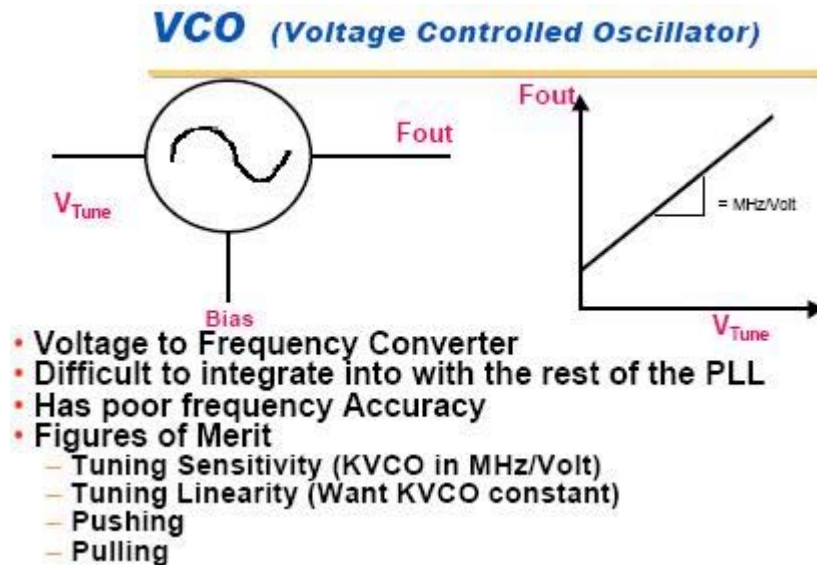 VCO (Voltage Controlled Oscillator)
Fout
VTune
Bias
Fout
= MHz/Volt
VTune
• Voltage to Frequency Converter
• Difficult to integrate into with the rest of the PLL
• Has poor frequency Accuracy
• Figures of Merit
– Tuning Sensitivity (KVCO in MHz/Volt)
– Tuning Linearity (Want KVCO constant)
– Pushing
– Pulling